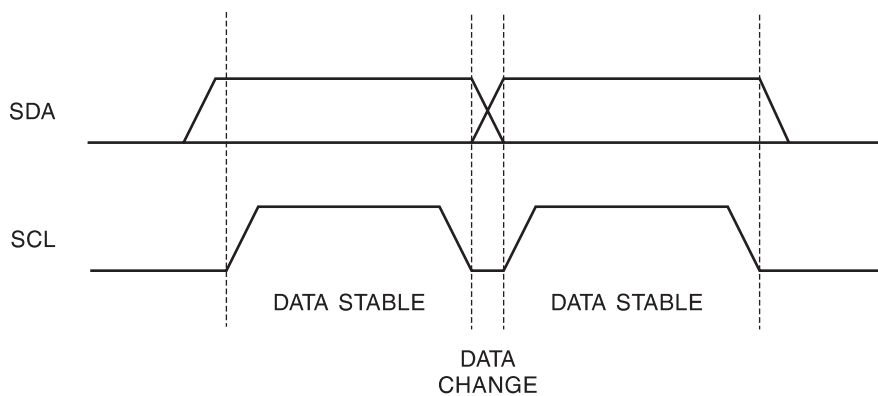 SDA
SCL
DATA STABLE
DATA STABLE
DATA
CHANGE